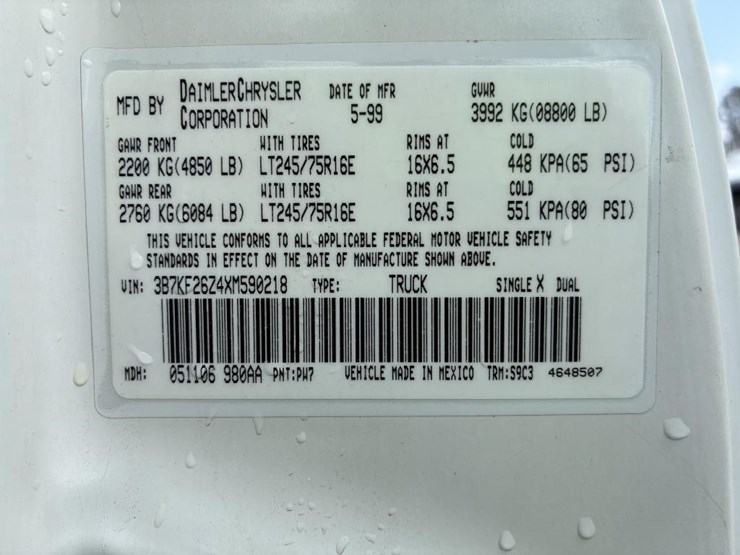 MFD BY DAIMLERCHRYSLER CORPORATION DATE OF MFR 5-99 GVWR 3992 KG(08800 LB)
GAWR FRONT WITH TIRES RIMS AT COLD
2200 KG(4850 LB) LT245/75R16E 16X6.5 448 KPA(65 PSI)
GAWR REAR WITH TIRES RIMS AT COLD
2760 KG(6084 LB) LT245/75R16E 16X6.5 551 KPA(80 PSI)
THIS VEHICLE CONFORMS TO ALL APPLICABLE FEDERAL MOTOR VEHICLE SAFETY
STANDARDS IN EFFECT ON THE DATE OF MANUFACTURE SHOWN ABOVE.
VIN: 3B7KF26Z4XM590218 TYPE: TRUCK SINGLE X DUAL
MDH: 051106 980AA PNT:PW7 VEHICLE MADE IN MEXICO TRM:S9C3 4648507